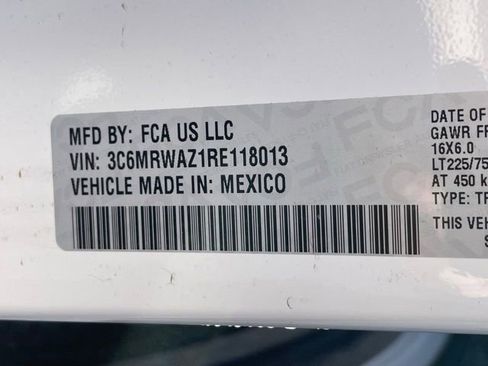 MFD BY: FCA US LLC
VIN: 3C6MRWAZ1RE118013
VEHICLE MADE IN: MEXICO
DATE OF
GAWR FR
16X6.0
LT225/75
AT 450 k
TYPE: TR
THIS VEH
S